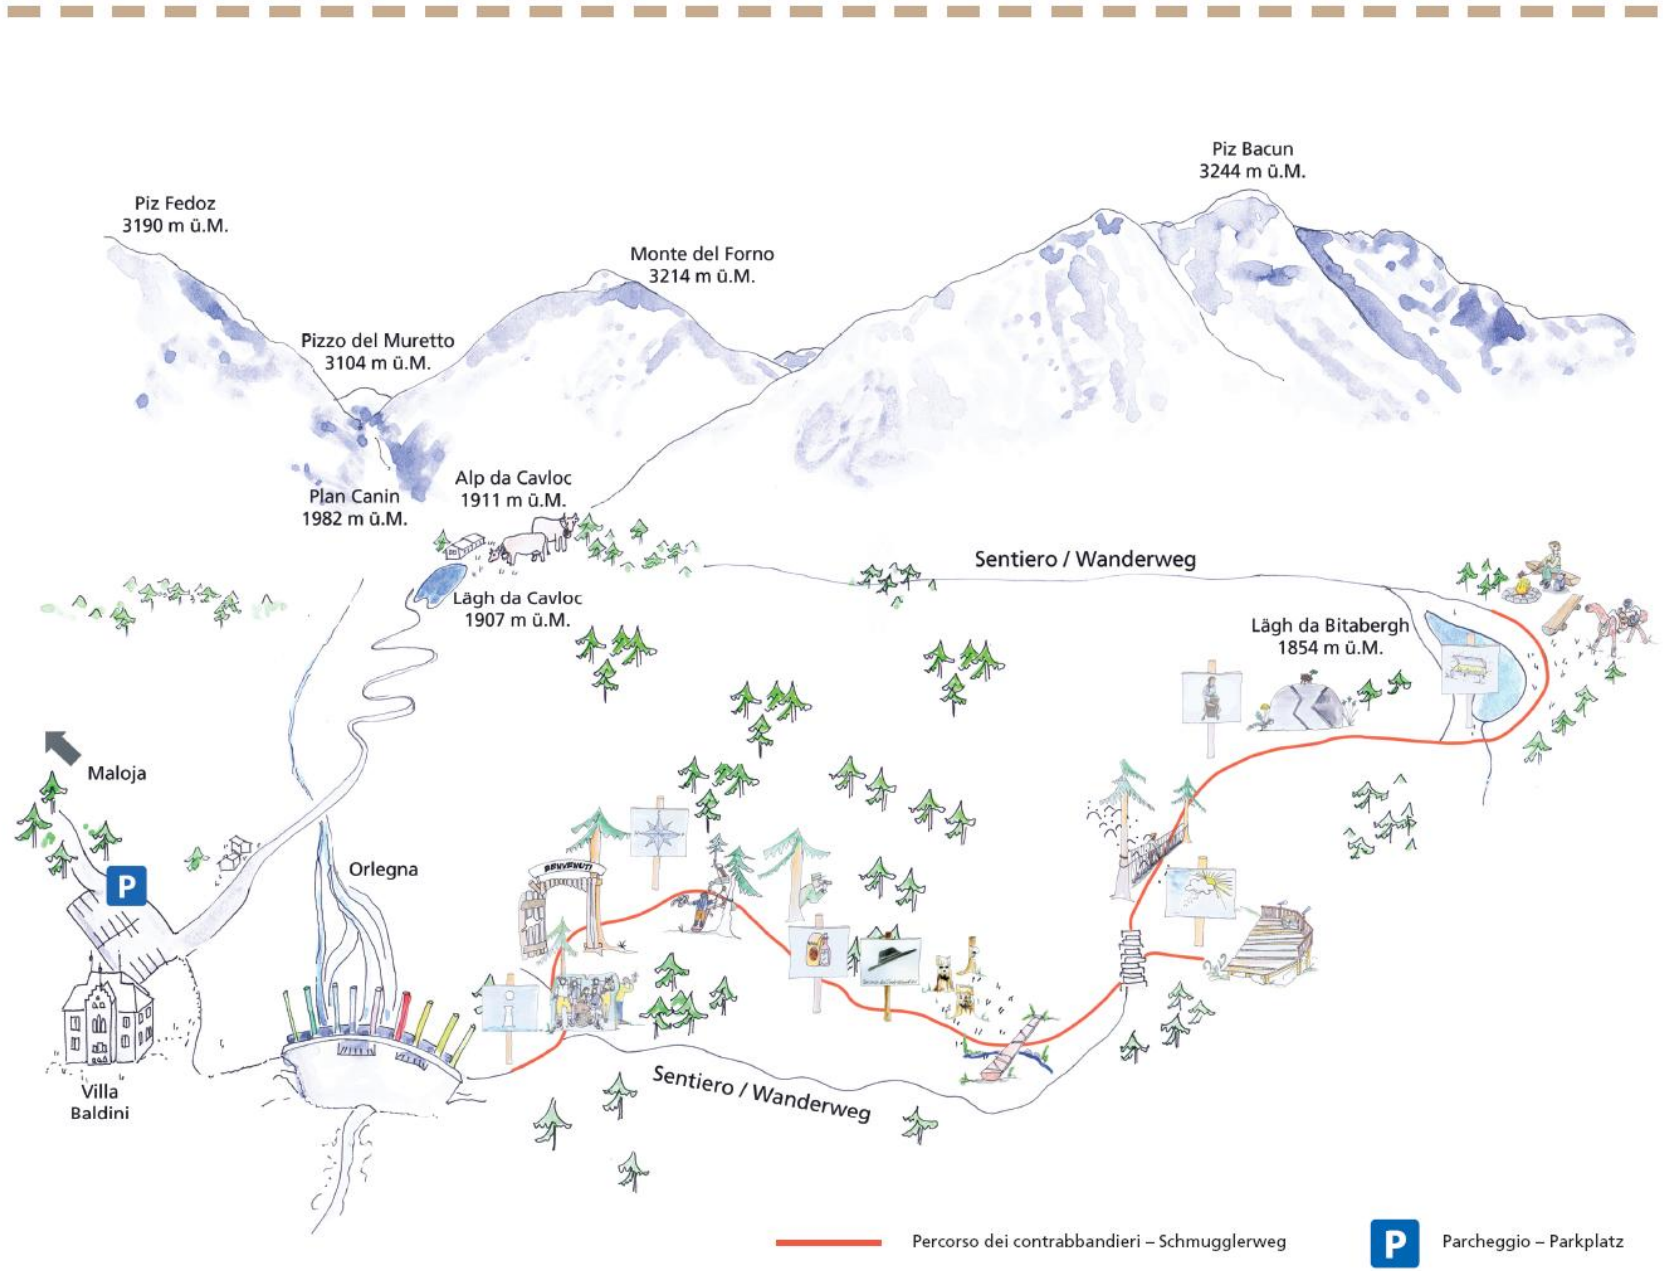 Piz Bacun
3244 m ü.M.
Piz Fedoz
3190 m ü.M.
Monte del Forno
3214 m ü.M.
Pizzo del Muretto
3104 m ü.M.
Alp da Cavloc
1911 m ü.M.
Plan Canin
1982 m ü.M.
Sentiero / Wanderweg
Lägh da Cavloc
1907 m ü.M.
Lägh da Bitabergh
1854 m ü.M.
Maloja
P
Orlegna
BENVENUTI
i
Sentiero / Wanderweg
Villa
Baldini
Percorso dei contrabbandieri – Schmugglerweg
P
Parcheggio – Parkplatz